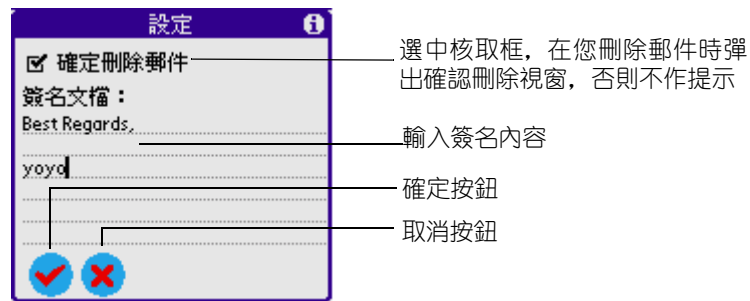 設定
確定刪除郵件
簽名文檔：
Best Regards,
yoyo
選中核取框，在您刪除郵件時彈
出確認刪除視窗，否則不作提示
輸入簽名內容
確定按鈕
取消按鈕